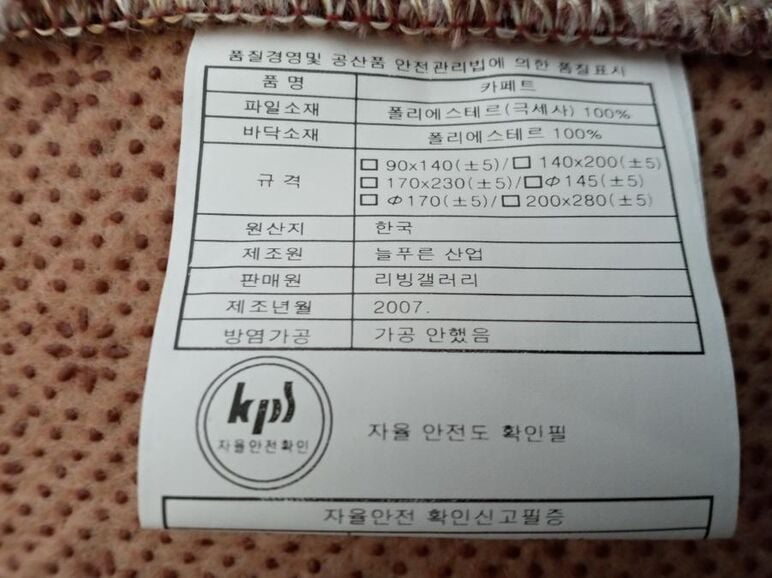 품질경영및 공산품 안전관리법에 의한 품질표시
품 명 카페트
파일소재 폴리에스테르(극세사) 100%
바닥소재 폴리에스테르 100%
규 격
□ 90x140(±5)/□ 140x200(±5)
□ 170x230(±5)/□Φ145(±5)
□ Φ170(±5)/□ 200x280(±5)
원산지 한국
제조원 늘푸른 산업
판매원 리빙갤러리
제조년월 2007.
방염가공 가공 안했음
kps
자율안전확인
자율 안전도 확인필
자율안전 확인신고필증